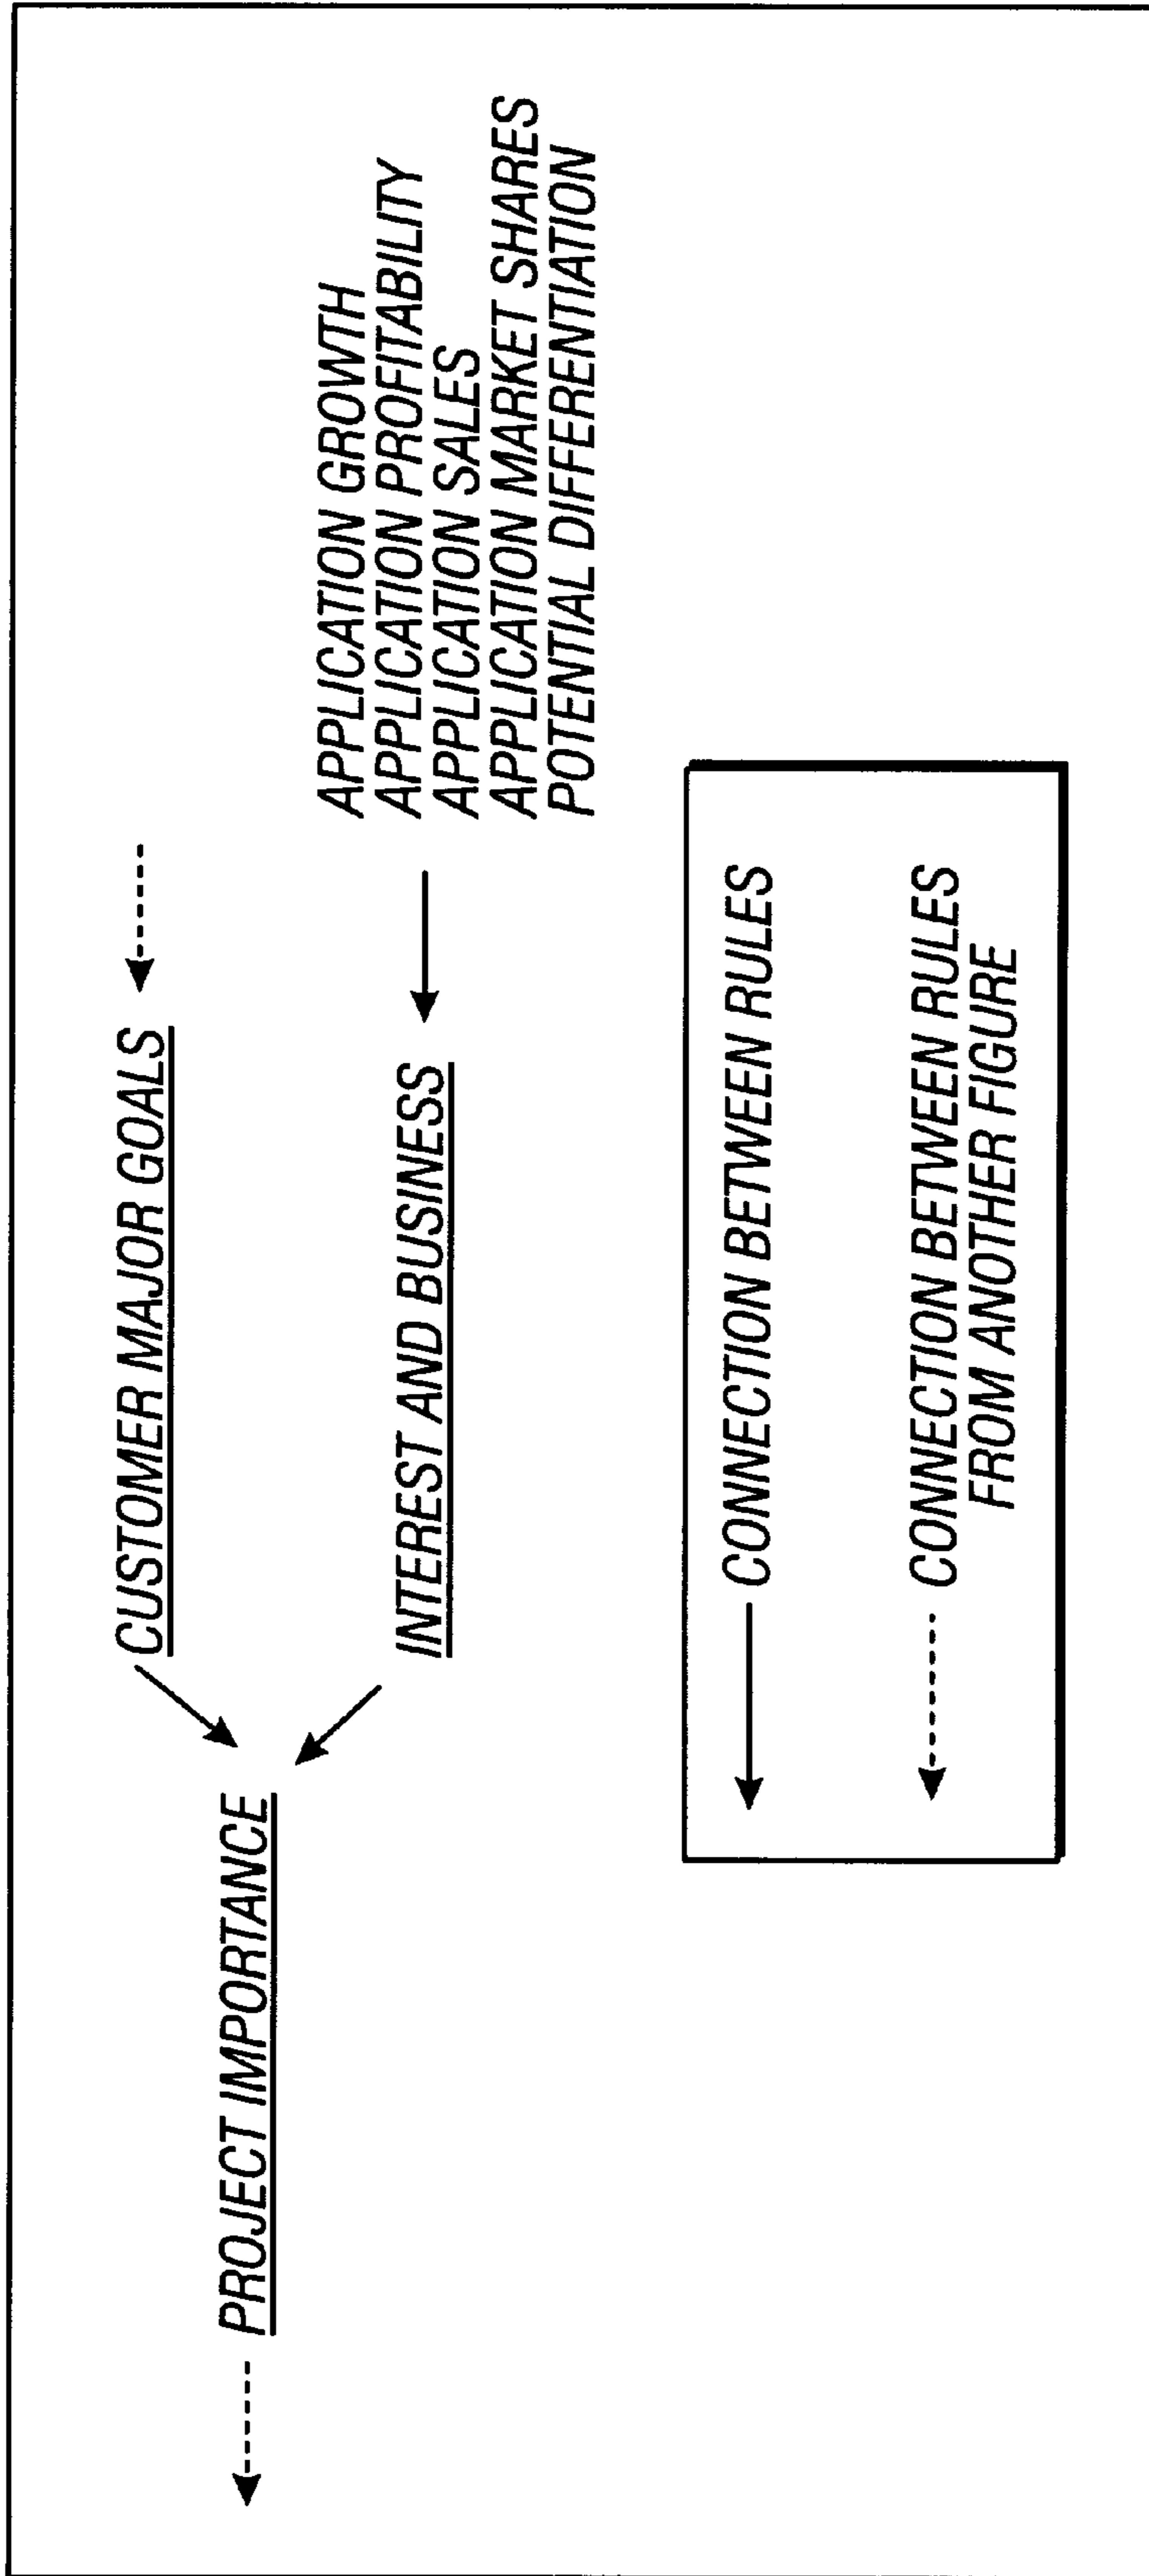 CUSTOMER MAJOR GOALS
PROJECT IMPORTANCE
APPLICATION GROWTH
APPLICATION PROFITABILITY
INTEREST AND BUSINESS
APPLICATION SALES
APPLICATION MARKET SHARES
POTENTIAL DIFFERENTIATION
CONNECTION BETWEEN RULES
CONNECTION BETWEEN RULES
FROM ANOTHER FIGURE